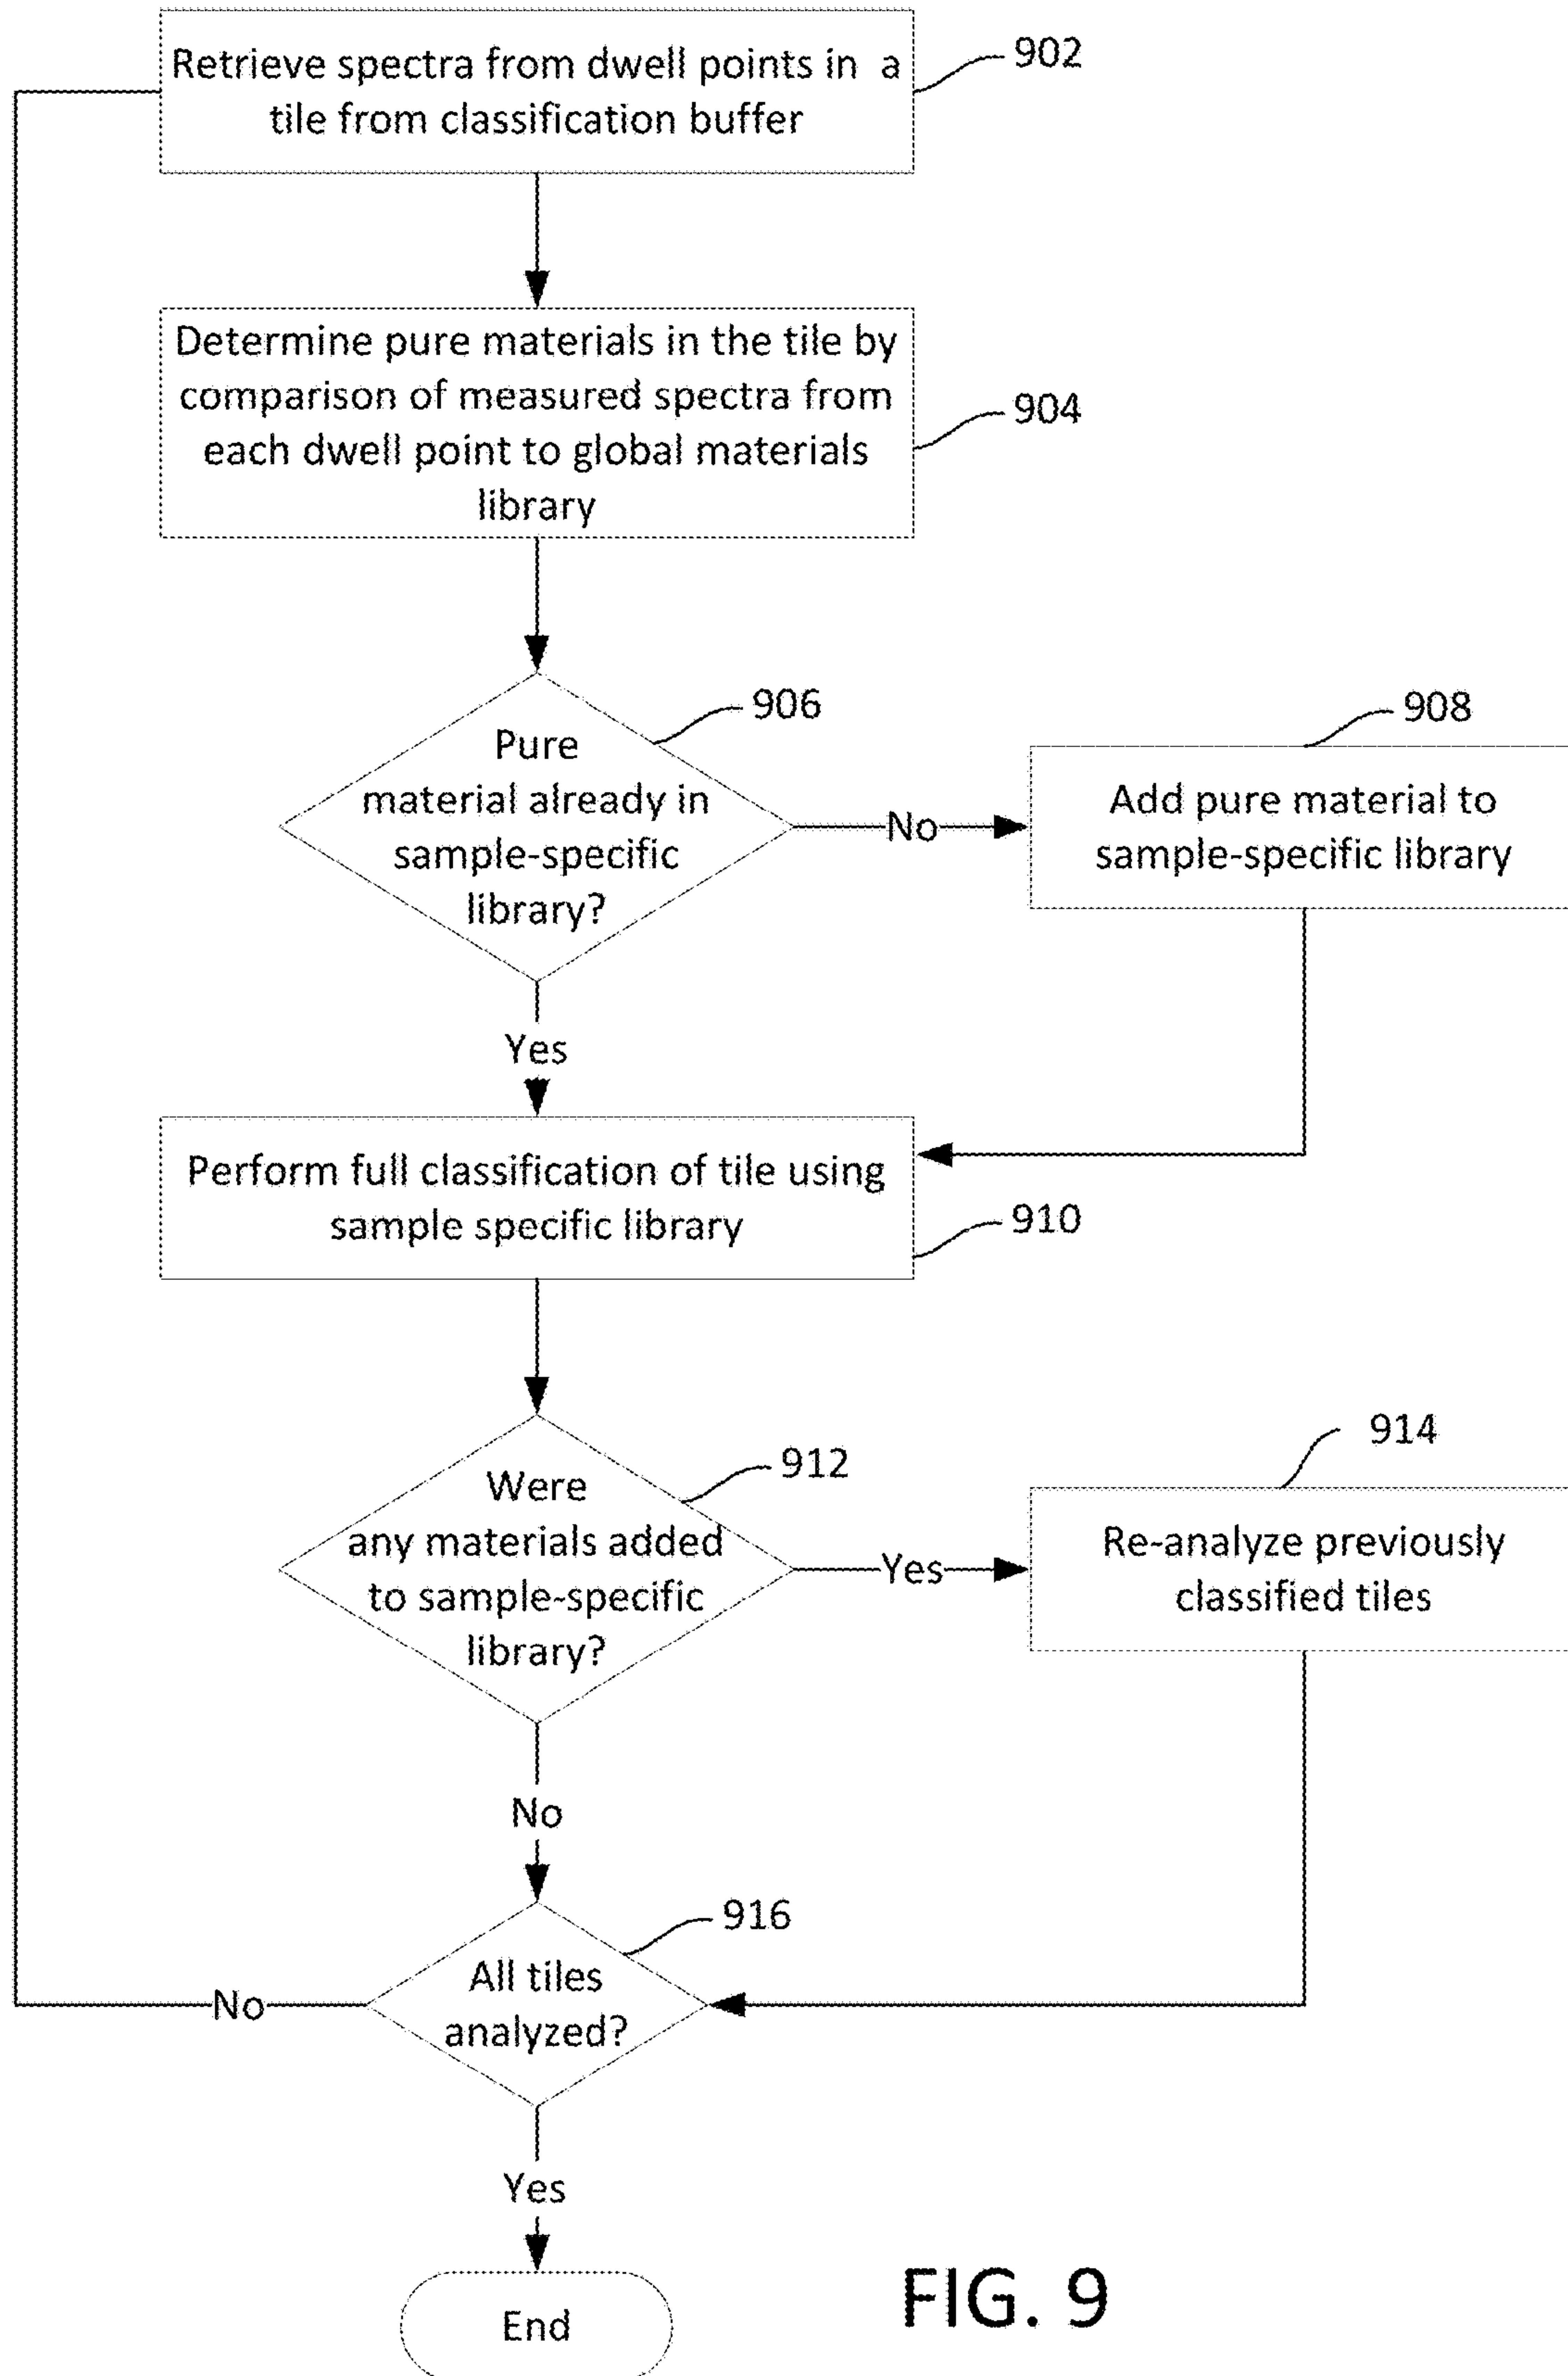 Retrieve spectra from dwell points in a
tile from classification buffer
902
Determine pure materials in the tile by
comparison of measured spectra from
each dwell point to global materials
library
904
Pure
material already in
sample-specific
library?
906
No
908
Add pure material to
sample-specific library
Yes
Perform full classification of tile using
sample specific library
910
Were
any materials added
to sample-specific
library?
912
Yes
914
Re-analyze previously
classified tiles
No
916
All tiles
analyzed?
No
Yes
End
FIG. 9